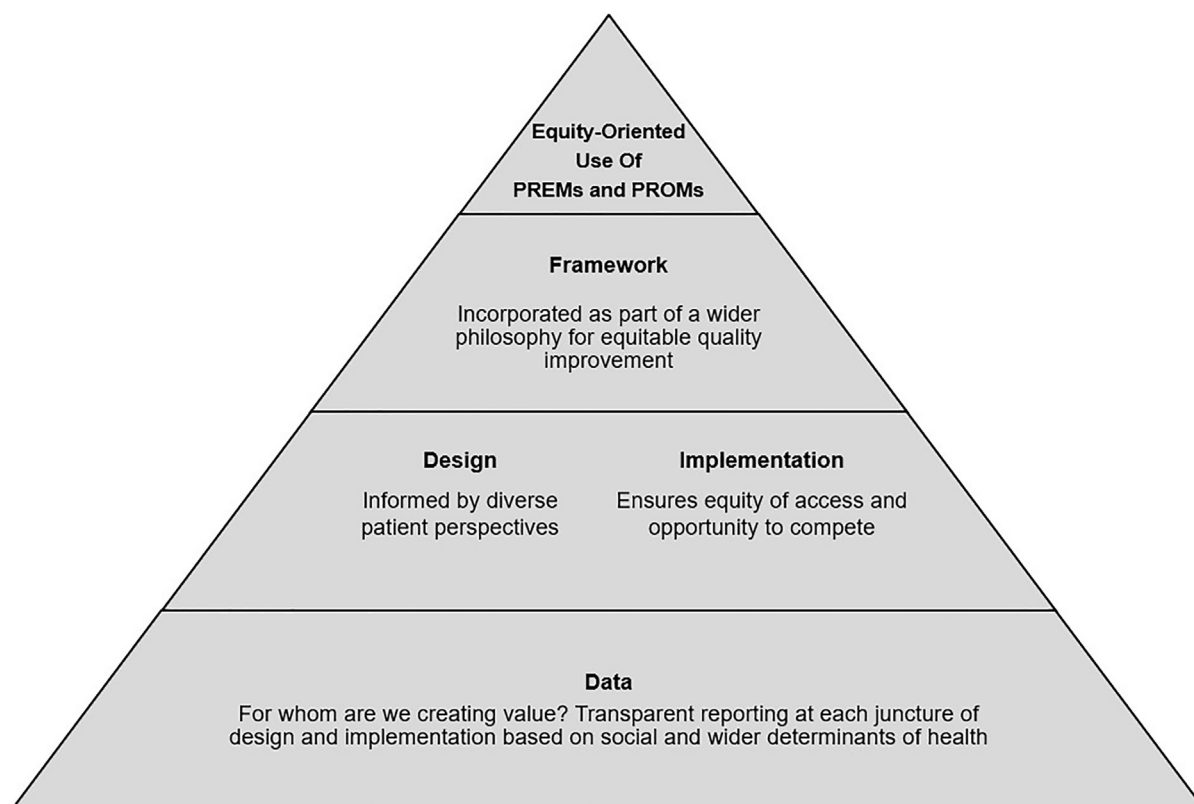 Equity-Oriented
Use Of
PREMs and PROMs
Framework
Incorporated as part of a wider
philosophy for equitable quality
improvement
Design
Informed by diverse
patient perspectives
Implementation
Ensures equity of access and
opportunity to compete
Data
For whom are we creating value? Transparent reporting at each juncture of
design and implementation based on social and wider determinants of health